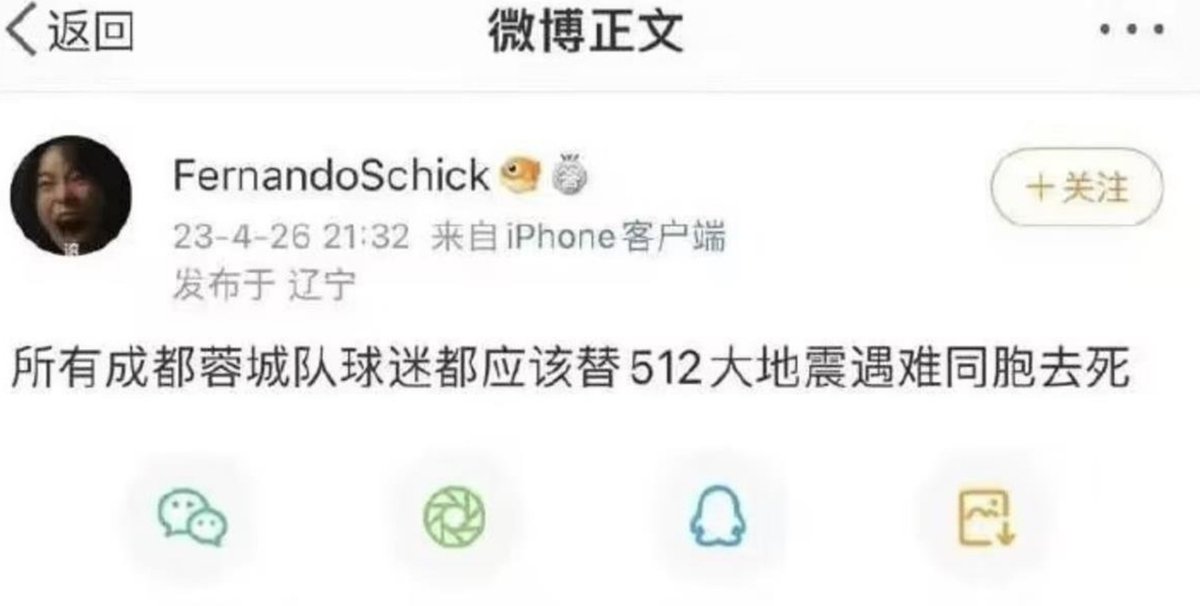 返回 微博正文
FernandoSchick
+关注
23-4-26 21:32 来自iPhone客户端
发布于 辽宁
所有成都蓉城队球迷都应该替512大地震遇难同胞去死